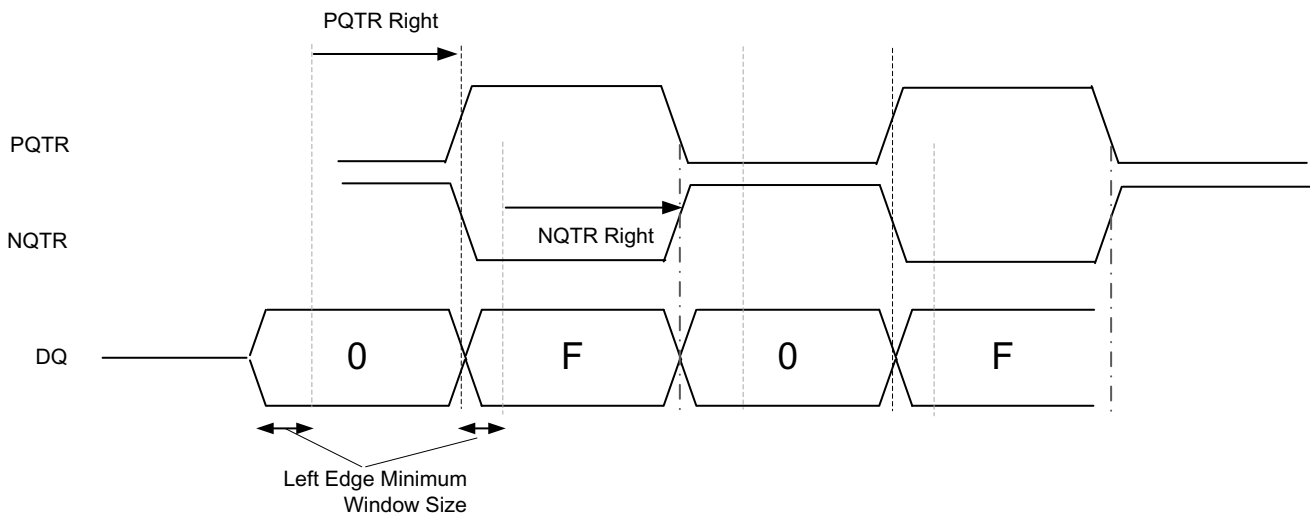 PQTR Right
PQTR
NQTR
NQTR Right
DQ
0
F
0
F
Left Edge Minimum
Window Size